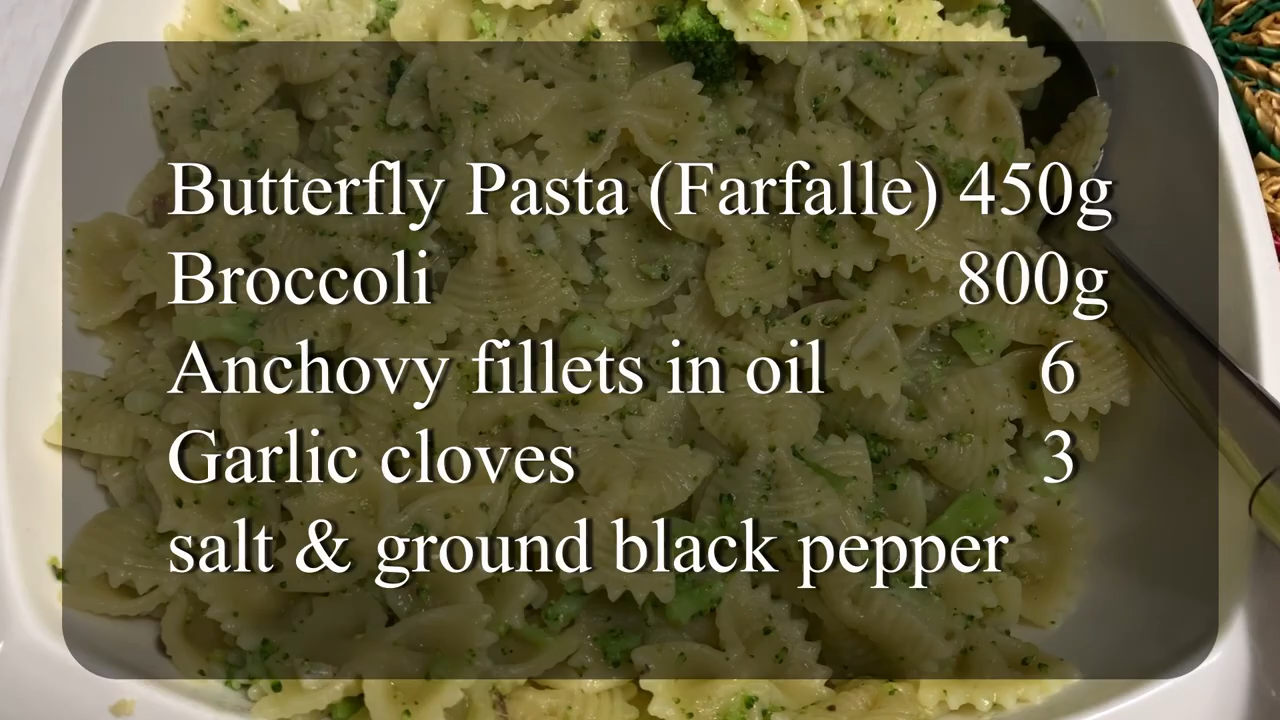 Butterfly Pasta (Farfalle) 450g
Broccoli 800g
Anchovy fillets in oil 6
Garlic cloves 3
salt & ground black pepper